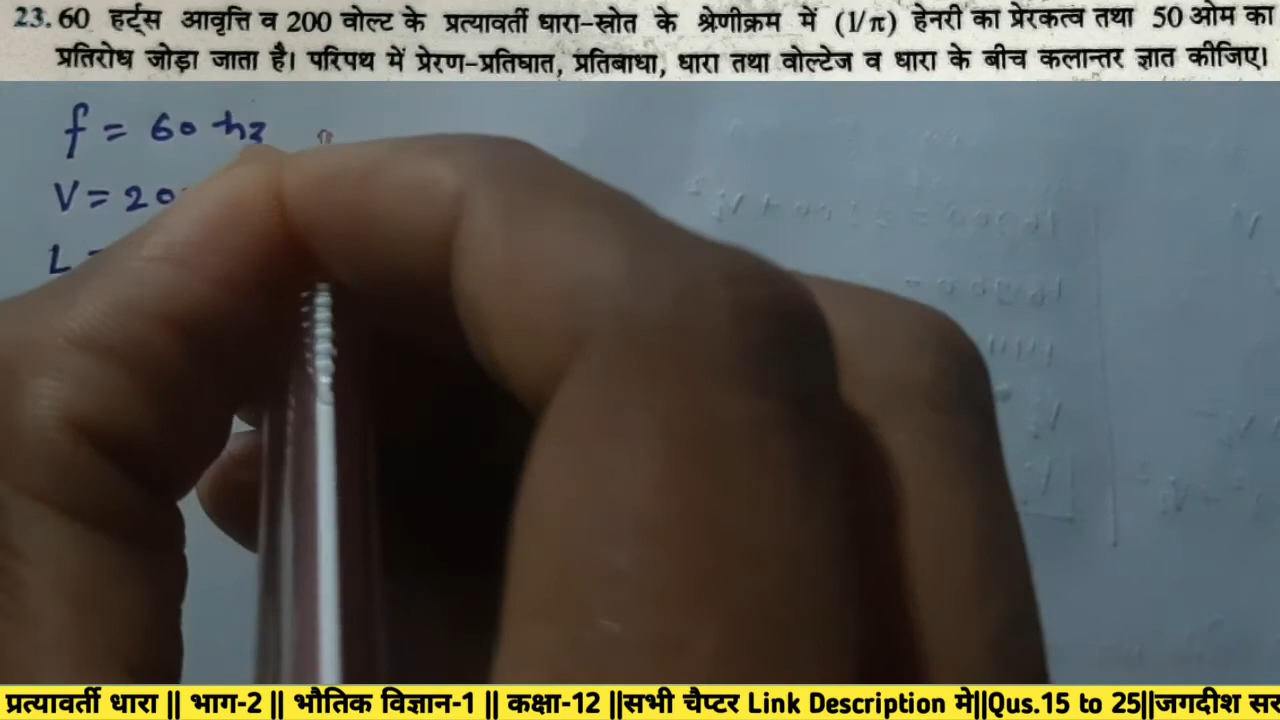 23. 60 हर्ट्स आवृत्ति व 200 वोल्ट के प्रत्यावर्ती धारा-स्रोत के श्रेणीक्रम में (1/π) हेनरी का प्रेरकत्व तथा 50 ओम का
प्रतिरोध जोड़ा जाता है। परिपथ में प्रेरण-प्रतिघात, प्रतिबाधा, धारा तथा वोल्टेज व धारा के बीच कलान्तर ज्ञात कीजिए।
f = 60 hz
V = 20
L =
प्रत्यावर्ती धारा || भाग-2 || भौतिक विज्ञान-1 || कक्षा-12 ||सभी चैप्टर Link Description मे||Qus.15 to 25||जगदीश सर